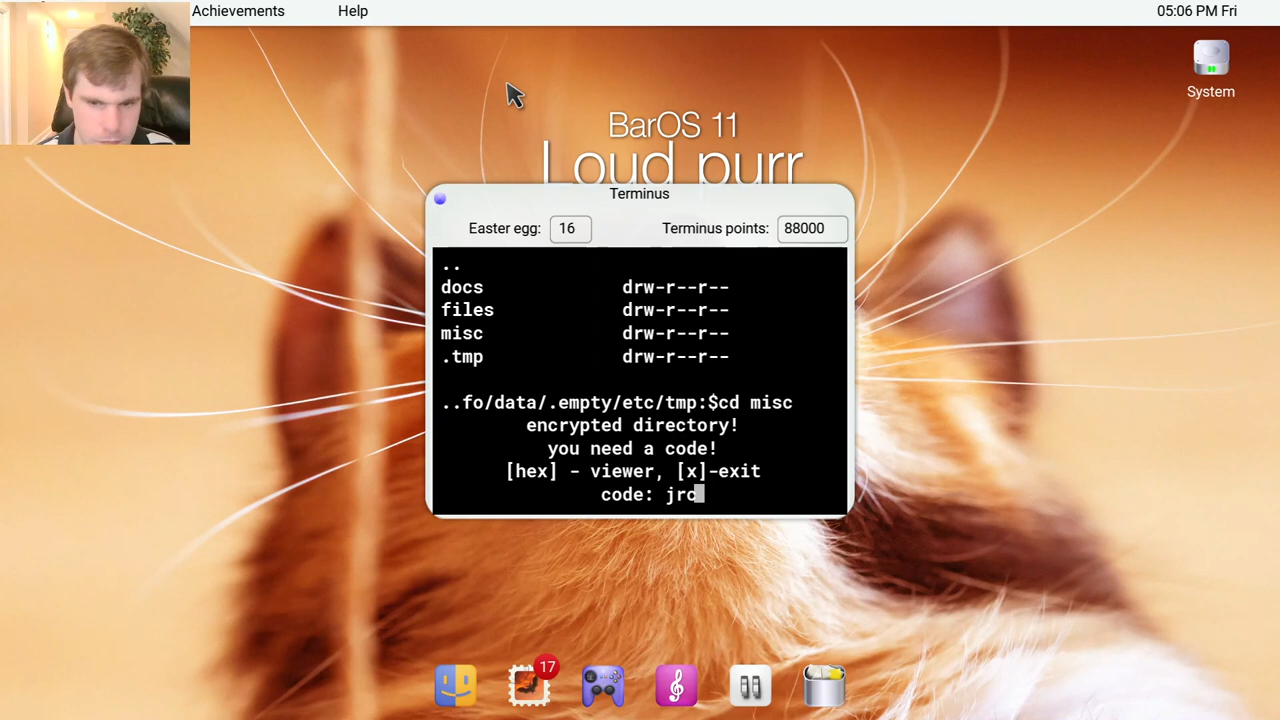 Achievements
Help
05:06 PM Fri
System
BarOS 11
Loud purr
Terminus
Easter egg: 16
Terminus points: 88000
..
docs drw-r--r--
files drw-r--r--
misc drw-r--r--
.tmp drw-r--r--
..fo/data/.empty/etc/tmp:$cd misc
encrypted directory!
you need a code!
[hex] - viewer, [x]-exit
code: jrc
17